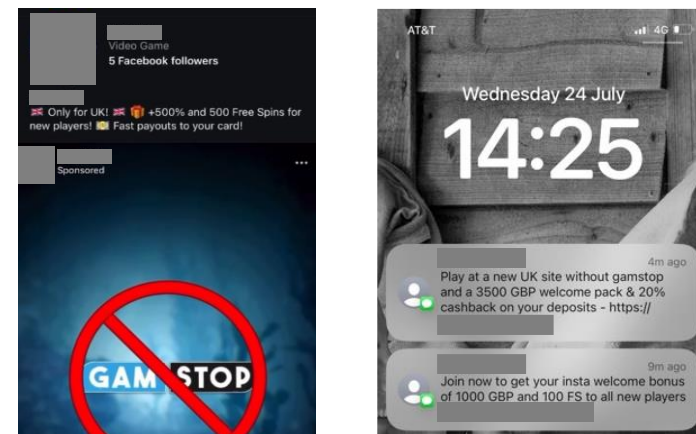 Video Game
5 Facebook followers
🇬🇧 Only for UK! 🇬🇧 🎁 +500% and 500 Free Spins for
new players! 💴 Fast payouts to your card!
Sponsored
GAM STOP
AT&T
4G
Wednesday 24 July
14:25
4m ago
Play at a new UK site without gamstop
and a 3500 GBP welcome pack & 20%
cashback on your deposits - https://
9m ago
Join now to get your insta welcome bonus
of 1000 GBP and 100 FS to all new players